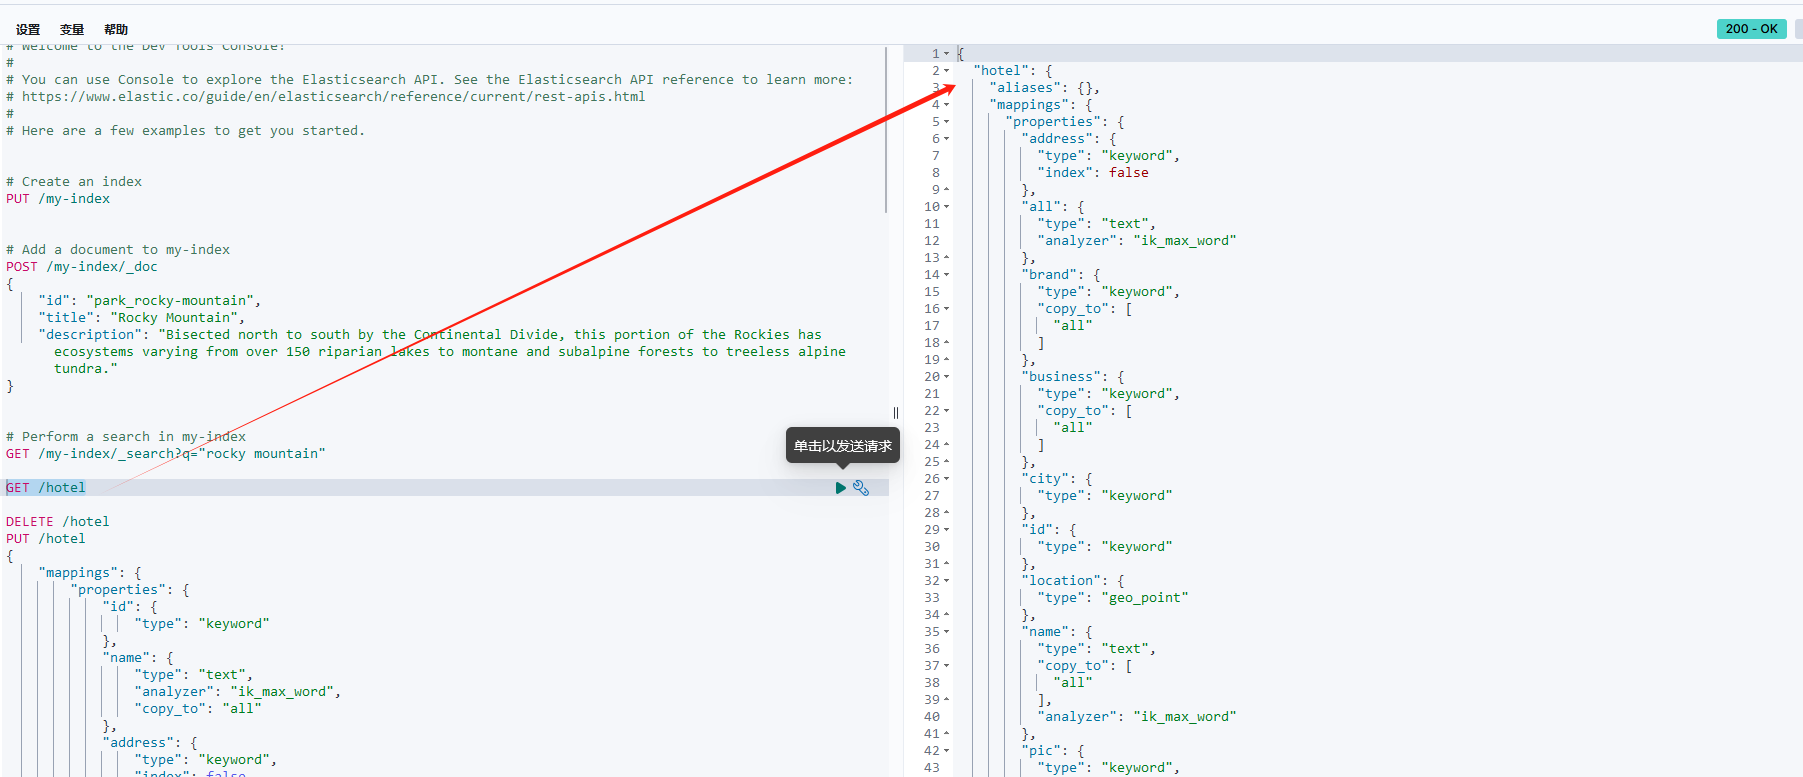 设置 变量 帮助
200 - OK
# Welcome to the Dev Tools Console!
#
# You can use Console to explore the Elasticsearch API. See the Elasticsearch API reference to learn more:
# https://www.elastic.co/guide/en/elasticsearch/reference/current/rest-apis.html
#
# Here are a few examples to get you started.
# Create an index
PUT /my-index
# Add a document to my-index
POST /my-index/_doc
{
"id": "park_rocky-mountain",
"title": "Rocky Mountain",
"description": "Bisected north to south by the Continental Divide, this portion of the Rockies has
ecosystems varying from over 150 riparian lakes to montane and subalpine forests to treeless alpine
tundra."
}
# Perform a search in my-index
GET /my-index/_search?q="rocky mountain"
单击以发送请求
GET /hotel
DELETE /hotel
PUT /hotel
{
"mappings": {
"properties": {
"id": {
"type": "keyword"
},
"name": {
"type": "text",
"analyzer": "ik_max_word",
"copy_to": "all"
},
"address": {
"type": "keyword",
"index": false
1 {
2 "hotel": {
3 "aliases": {},
4 "mappings": {
5 "properties": {
6 "address": {
7 "type": "keyword",
8 "index": false
9 },
10 "all": {
11 "type": "text",
12 "analyzer": "ik_max_word"
13 },
14 "brand": {
15 "type": "keyword",
16 "copy_to": [
17 "all"
18 ]
19 },
20 "business": {
21 "type": "keyword",
22 "copy_to": [
23 "all"
24 ]
25 },
26 "city": {
27 "type": "keyword"
28 },
29 "id": {
30 "type": "keyword"
31 },
32 "location": {
33 "type": "geo_point"
34 },
35 "name": {
36 "type": "text",
37 "copy_to": [
38 "all"
39 ],
40 "analyzer": "ik_max_word"
41 },
42 "pic": {
43 "type": "keyword",